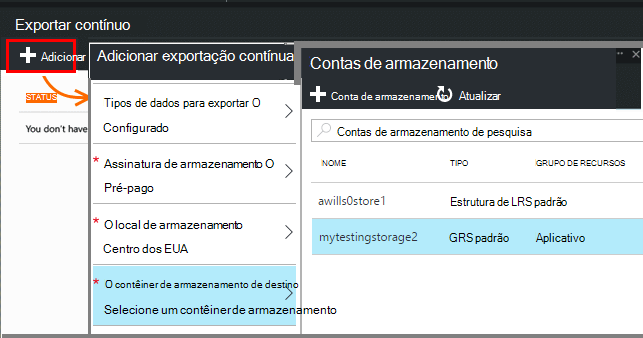 Exportar contínuo
Adicionar
STATUS
You don't have
Adicionar exportação contínua
Tipos de dados para exportar O
Configurado
* Assinatura de armazenamento O
Pré-pago
* O local de armazenamento
Centro dos EUA
* O contêiner de armazenamento de destino
Selecione um contêiner de armazenamento
Contas de armazenamento
Conta de armazenamento Atualizar
Contas de armazenamento de pesquisa
NOME TIPO GRUPO DE RECURSOS
awills0store1 Estrutura de LRS padrão
mytestingstorage2 GRS padrão Aplicativo